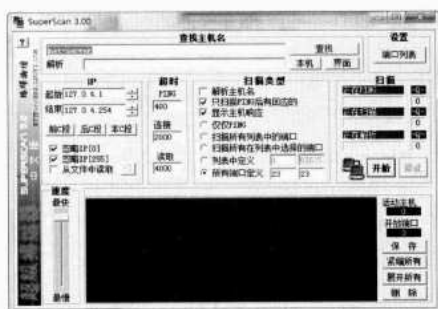 SuperScan 3.00
查找主机名
查找
解析
本机 界面
设置
端口列表
IP
起始 127.0.4.1
结束 127.0.4.254
前C段 后C段 本C段
忽略IP[0]
忽略IP[255]
从文件中读取
超时
PING
400
连接
2000
读取
4000
扫描类型
解析主机名
只扫描PING后有回应的
显示主机响应
仅仅PING
扫描所有列表中的端口
扫描所有在列表中选择的端口
列表中定义
所有端口定义 23 23
扫描
开始
速度
最快
最慢
活动主机
0
开放端口
保 存
紧缩所有
展开所有
删 除